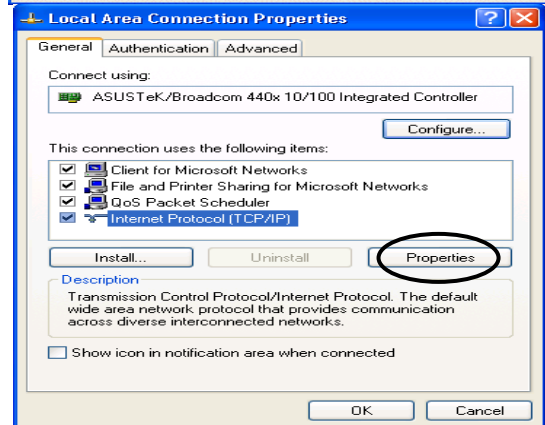 Local Area Connection Properties
General Authentication Advanced
Connect using:
ASUSTeK/Broadcom 440x 10/100 Integrated Controller
Configure...
This connection uses the following items:
Client for Microsoft Networks
File and Printer Sharing for Microsoft Networks
QoS Packet Scheduler
Internet Protocol (TCP/IP)
Install... Uninstall Properties
Description
Transmission Control Protocol/Internet Protocol. The default
wide area network protocol that provides communication
across diverse interconnected networks.
Show icon in notification area when connected
OK Cancel